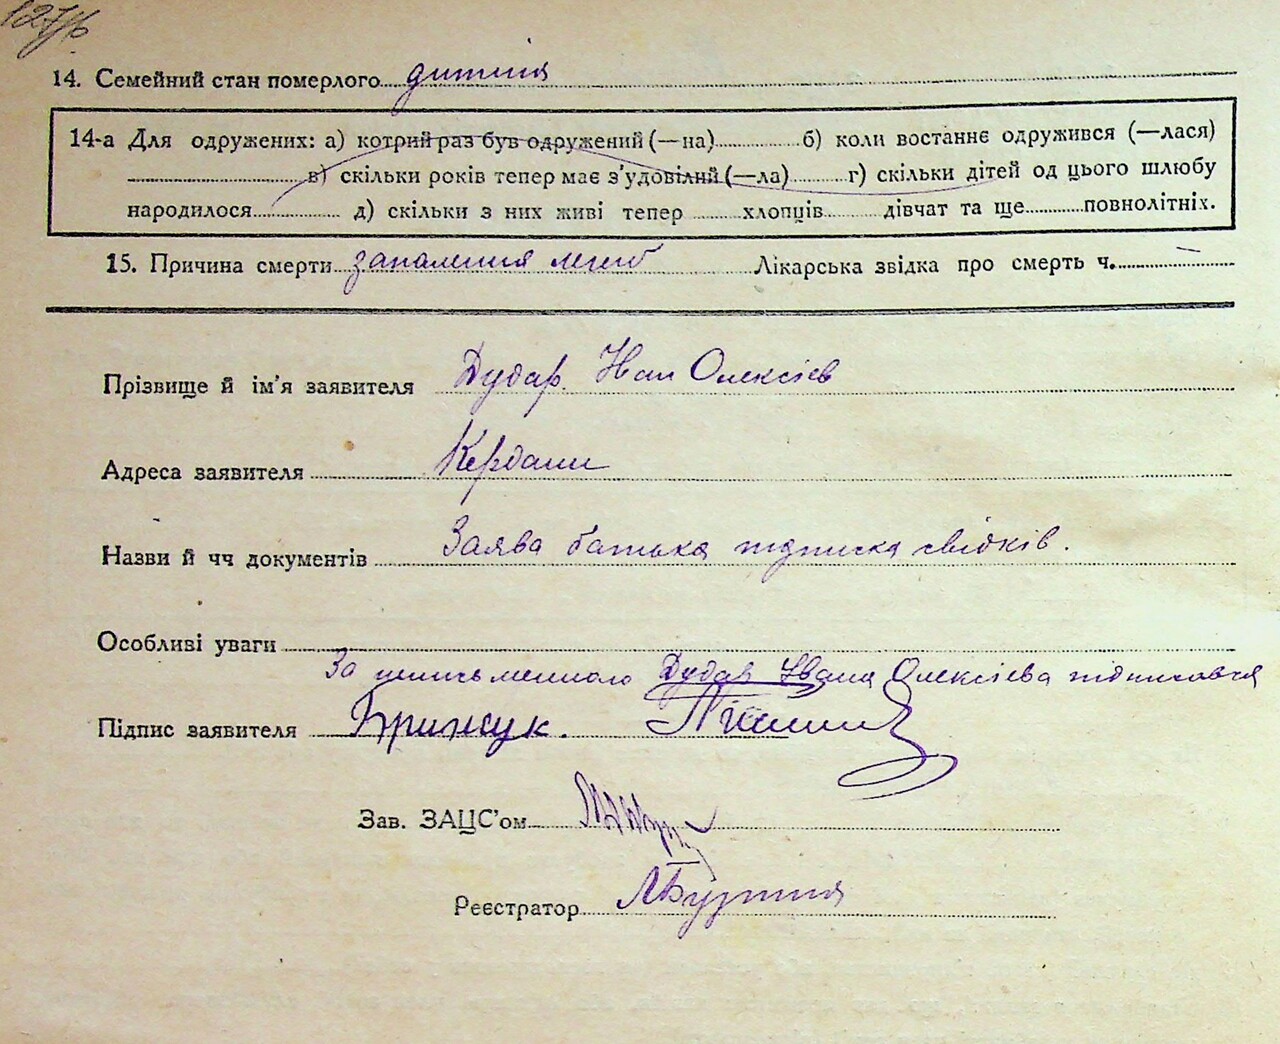 14. Семейний стан померлого дитина
14-а Для одружених: а) котрий раз був одружений (—на) б) коли востаннє одружився (—лася)
в) скільки років тепер має з’удовілий (—ла) г) скільки дітей од цього шлюбу
народилося д) скільки з них живі тепер хлопців дівчат та ще повнолітніх.
15. Причина смерти запалення леген Лікарська звідка про смерть ч. —
Прізвище й ім’я заявителя Дудар Іван Олексієв
Адреса заявителя Кердани
Назви й чч документів Заява батька підписка свідків.
Особливі уваги
За неписьменного Дудар Івана Олексієва підписався
Підпис заявителя
Зав. ЗАЦС’ом
Реєстратор